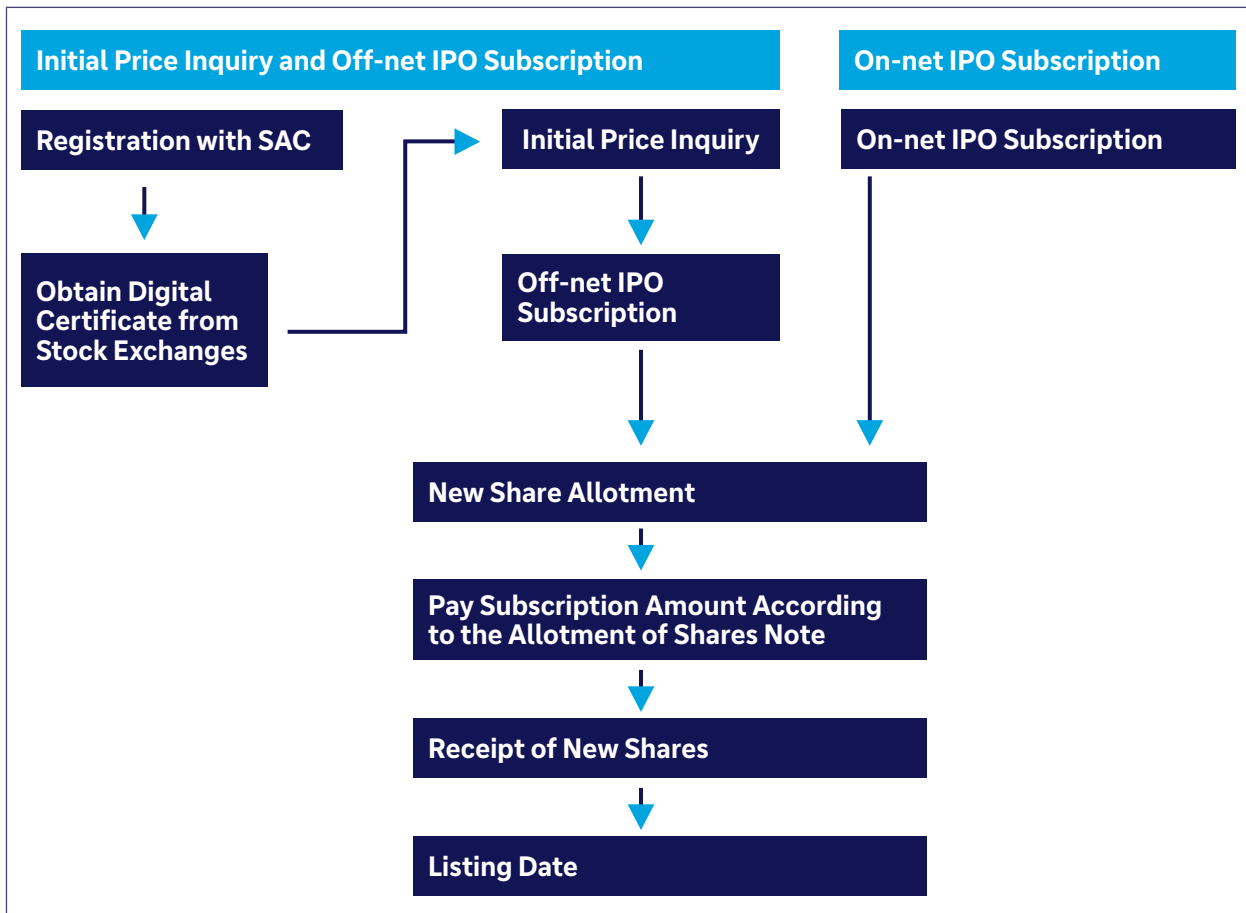 Initial Price Inquiry and Off-net IPO Subscription
On-net IPO Subscription
Registration with SAC
Initial Price Inquiry
On-net IPO Subscription
Obtain Digital
Certificate from
Stock Exchanges
Off-net IPO
Subscription
New Share Allotment
Pay Subscription Amount According
to the Allotment of Shares Note
Receipt of New Shares
Listing Date